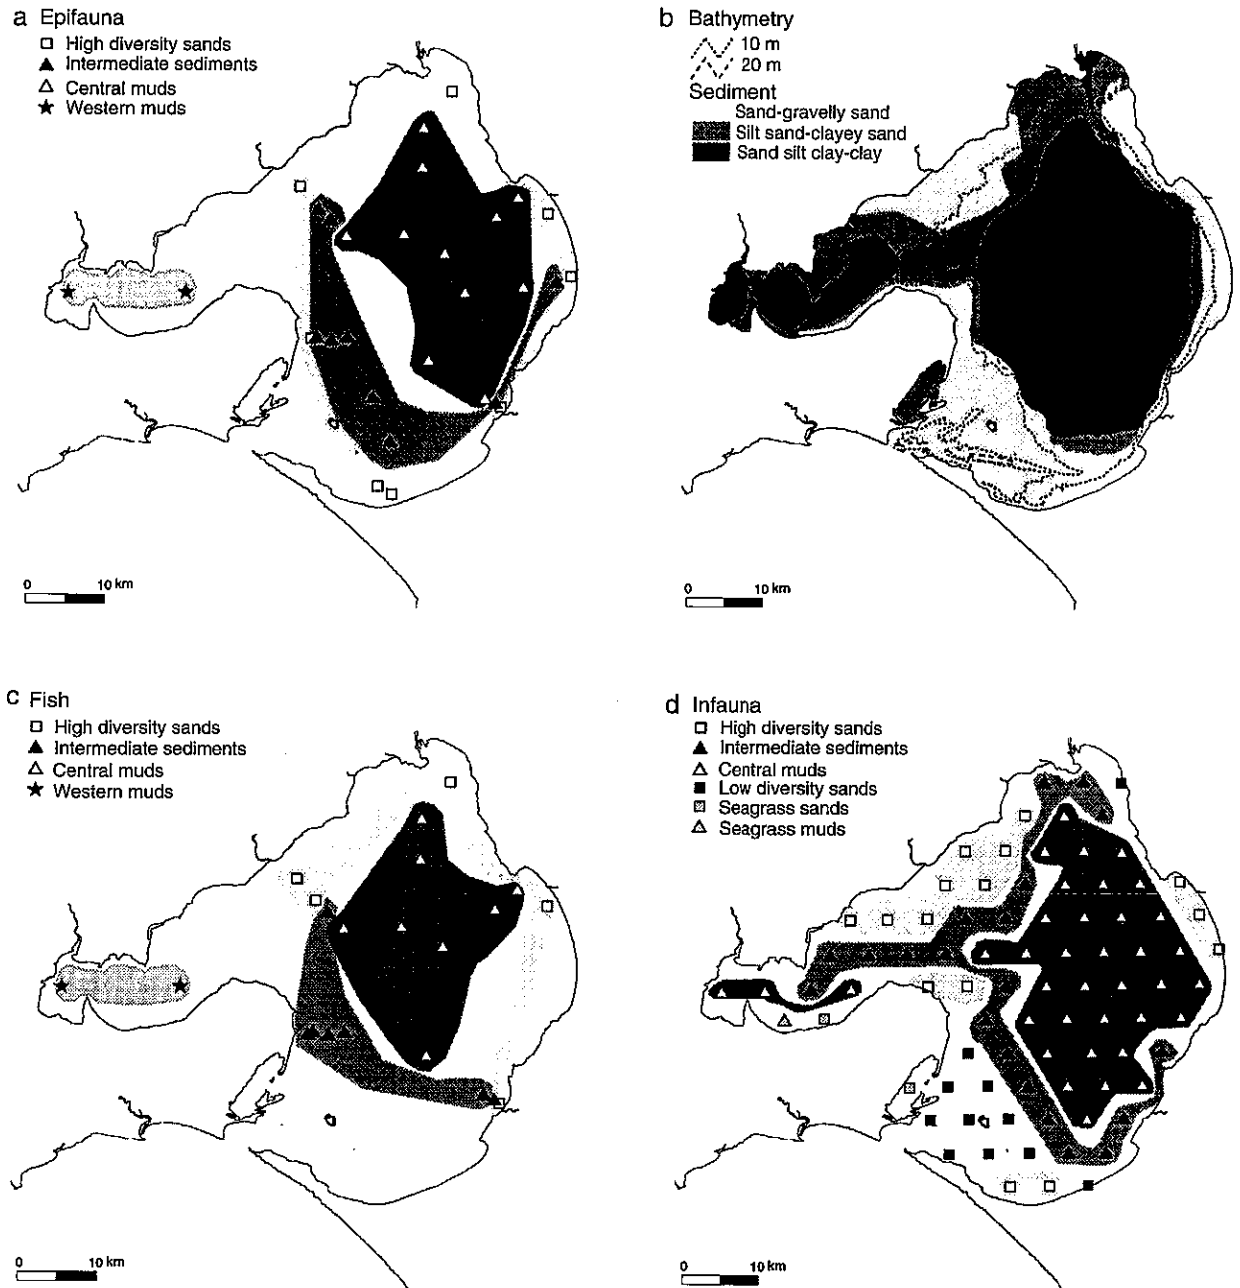 a Epifauna
High diversity sands
Intermediate sediments
Central muds
Western muds
0 10 km
b Bathymetry
10 m
20 m
Sediment
Sand-gravelly sand
Silt sand-clayey sand
Sand silt clay-clay
0 10 km
c Fish
High diversity sands
Intermediate sediments
Central muds
Western muds
0 10 km
d Infauna
High diversity sands
Intermediate sediments
Central muds
Low diversity sands
Seagrass sands
Seagrass muds
0 10 km